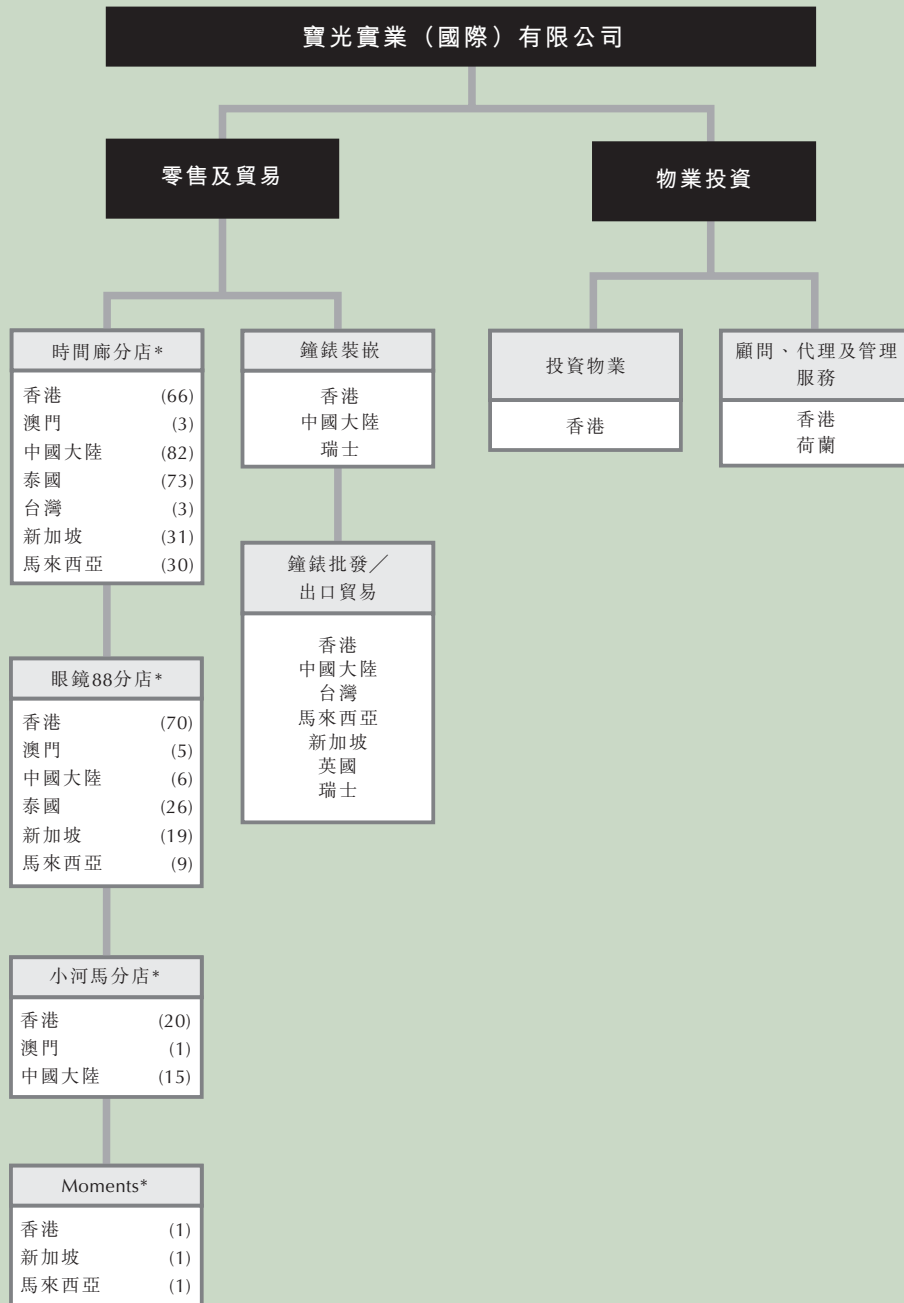 寶光實業（國際）有限公司
零售及貿易
物業投資
時間廊分店*
香港 (66)
澳門 (3)
中國大陸 (82)
泰國 (73)
台灣 (3)
新加坡 (31)
馬來西亞 (30)
鐘錶裝嵌
香港
中國大陸
瑞士
投資物業
香港
顧問、代理及管理
服務
香港
荷蘭
鐘錶批發／
出口貿易
香港
中國大陸
台灣
馬來西亞
新加坡
英國
瑞士
眼鏡88分店*
香港 (70)
澳門 (5)
中國大陸 (6)
泰國 (26)
新加坡 (19)
馬來西亞 (9)
小河馬分店*
香港 (20)
澳門 (1)
中國大陸 (15)
Moments*
香港 (1)
新加坡 (1)
馬來西亞 (1)